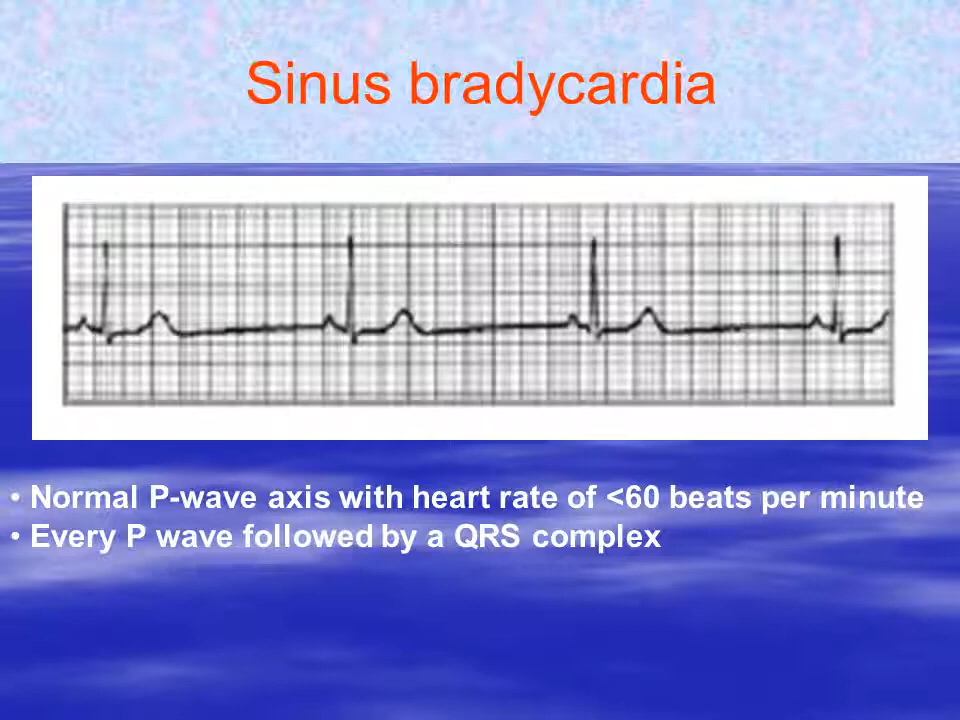 Sinus bradycardia
• Normal P-wave axis with heart rate of <60 beats per minute
• Every P wave followed by a QRS complex